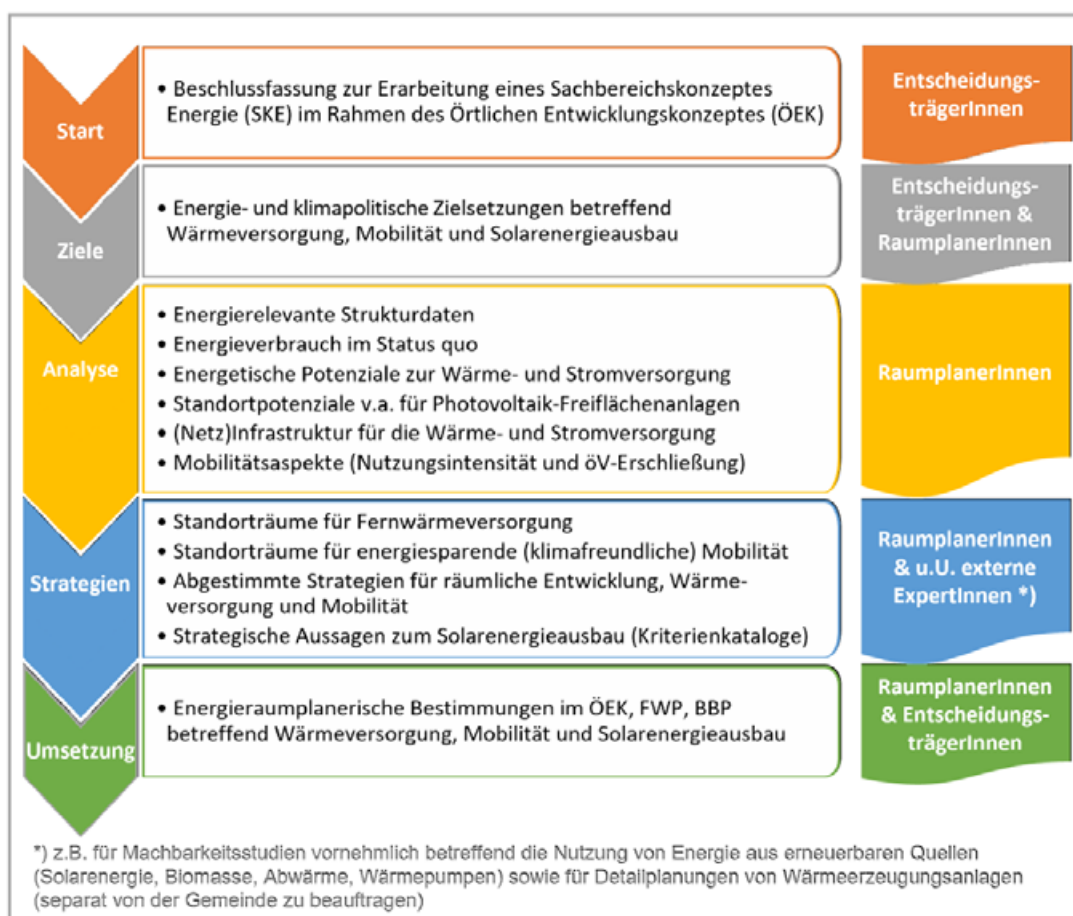 Start
• Beschlussfassung zur Erarbeitung eines Sachbereichskonzeptes
Energie (SKE) im Rahmen des Örtlichen Entwicklungskonzeptes (ÖEK)
Entscheidungs-
trägerInnen
Ziele
• Energie- und klimapolitische Zielsetzungen betreffend
Wärmeversorgung, Mobilität und Solarenergieausbau
Entscheidungs-
trägerInnen &
RaumplanerInnen
Analyse
• Energierelevante Strukturdaten
• Energieverbrauch im Status quo
• Energetische Potenziale zur Wärme- und Stromversorgung
• Standortpotenziale v.a. für Photovoltaik-Freiflächenanlagen
• (Netz)Infrastruktur für die Wärme- und Stromversorgung
• Mobilitätsaspekte (Nutzungsintensität und öV-Erschließung)
RaumplanerInnen
Strategien
• Standorträume für Fernwärmeversorgung
• Standorträume für energiesparende (klimafreundliche) Mobilität
• Abgestimmte Strategien für räumliche Entwicklung, Wärme-
versorgung und Mobilität
• Strategische Aussagen zum Solarenergieausbau (Kriterienkataloge)
RaumplanerInnen
& u.U. externe
ExpertInnen *)
Umsetzung
• Energieraumplanerische Bestimmungen im ÖEK, FWP, BBP
betreffend Wärmeversorgung, Mobilität und Solarenergieausbau
RaumplanerInnen
& Entscheidungs-
trägerInnen
*) z.B. für Machbarkeitsstudien vornehmlich betreffend die Nutzung von Energie aus erneuerbaren Quellen
(Solarenergie, Biomasse, Abwärme, Wärmepumpen) sowie für Detailplanungen von Wärmeerzeugungsanlagen
(separat von der Gemeinde zu beauftragen)